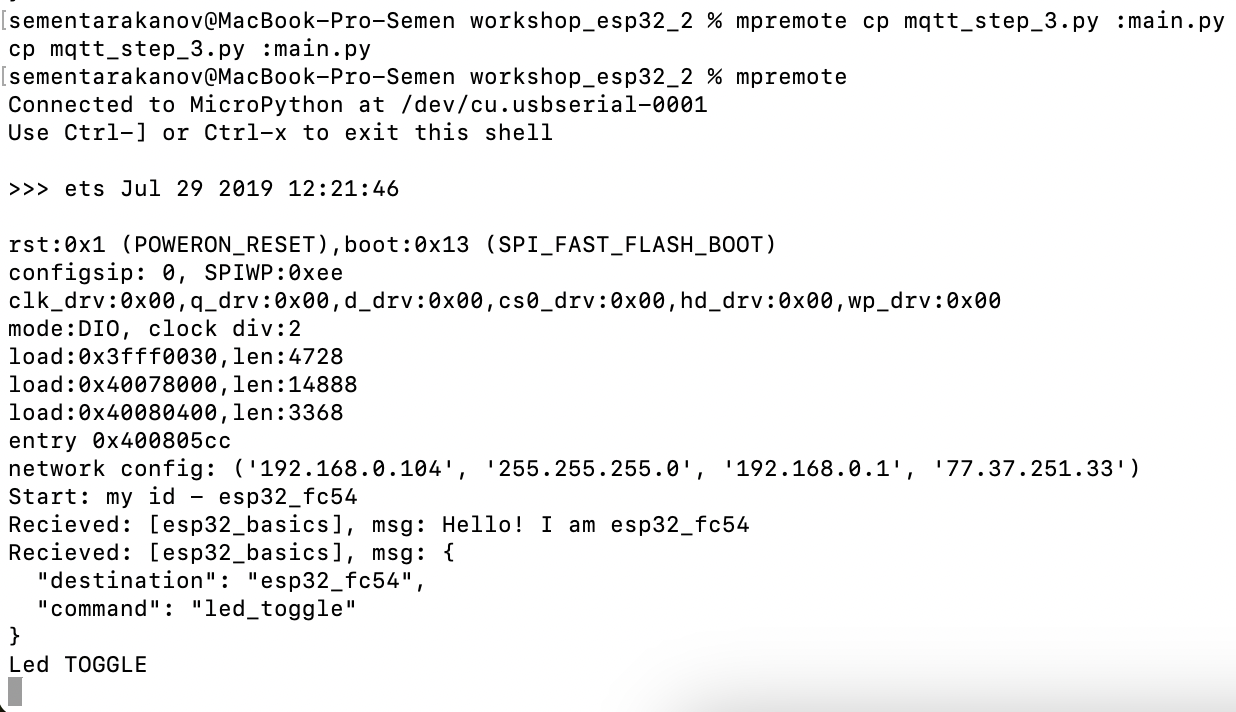 [sementarakanov@MacBook-Pro-Semen workshop_esp32_2 % mpremote cp mqtt_step_3.py :main.py
cp mqtt_step_3.py :main.py
[sementarakanov@MacBook-Pro-Semen workshop_esp32_2 % mpremote
Connected to MicroPython at /dev/cu.usbserial-0001
Use Ctrl-] or Ctrl-x to exit this shell
>>> ets Jul 29 2019 12:21:46
rst:0x1 (POWERON_RESET),boot:0x13 (SPI_FAST_FLASH_BOOT)
configsip: 0, SPIWP:0xee
clk_drv:0x00,q_drv:0x00,d_drv:0x00,cs0_drv:0x00,hd_drv:0x00,wp_drv:0x00
mode:DIO, clock div:2
load:0x3fff0030,len:4728
load:0x40078000,len:14888
load:0x40080400,len:3368
entry 0x400805cc
network config: ('192.168.0.104', '255.255.255.0', '192.168.0.1', '77.37.251.33')
Start: my id - esp32_fc54
Recieved: [esp32_basics], msg: Hello! I am esp32_fc54
Recieved: [esp32_basics], msg: {
  "destination": "esp32_fc54",
  "command": "led_toggle"
}
Led TOGGLE